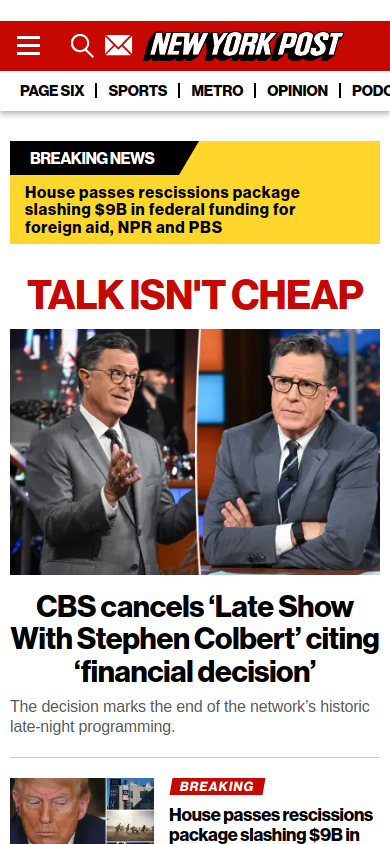 NEW YORK POST
PAGE SIX
SPORTS
METRO
OPINION
PODC
BREAKING NEWS
House passes rescissions package
slashing $9B in federal funding for
foreign aid, NPR and PBS
TALK ISN'T CHEAP
CBS cancels ‘Late Show
With Stephen Colbert’ citing
‘financial decision’
The decision marks the end of the network’s historic
late-night programming.
BREAKING
House passes rescissions
package slashing $9B in